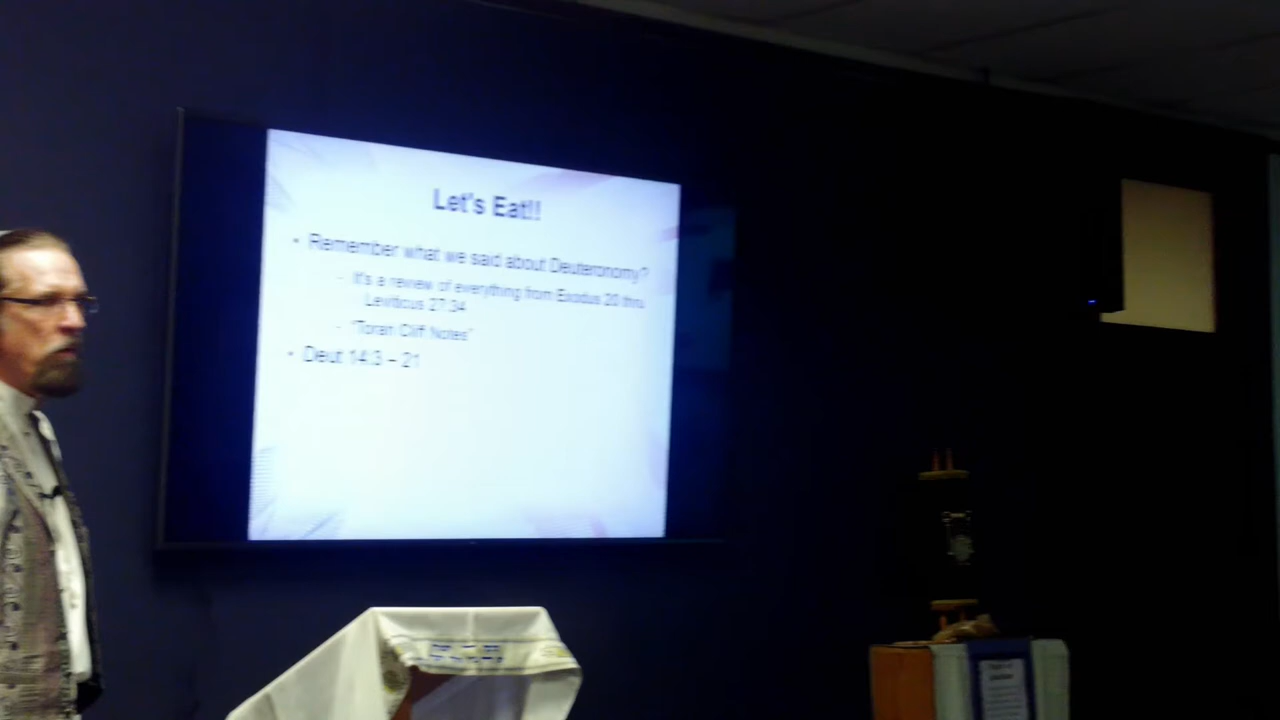 Let's Eat!!
• Remember what we said about Deuteronomy?
- It's a review of everything from Exodus 20 thru
Leviticus 27:34
- "Torah Cliff Notes"
• Deut 14:3 – 21